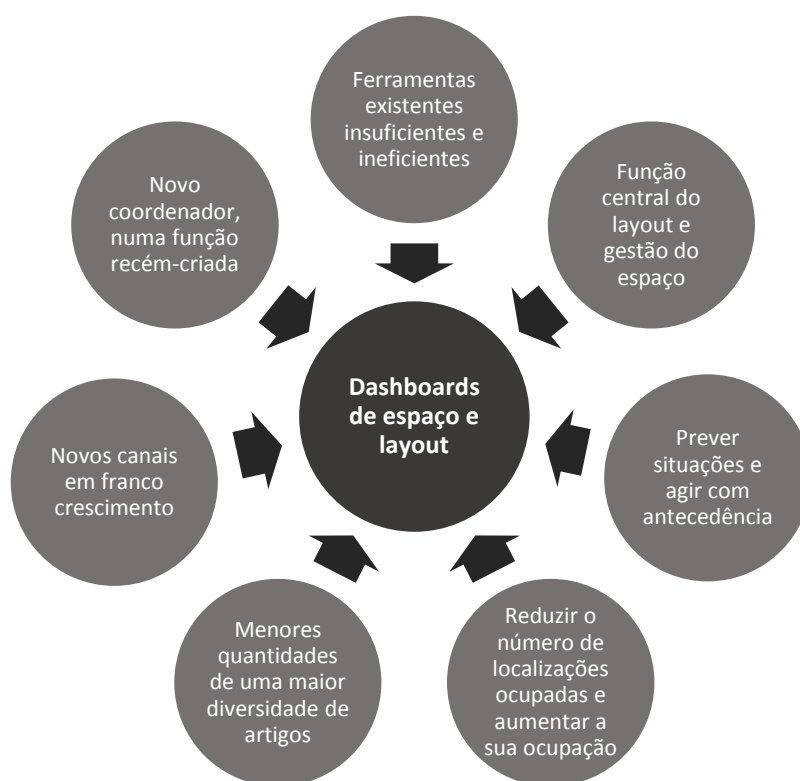 Ferramentas
existentes
insuficientes e
ineficientes
Função
central do
layout e
gestão do
espaço
Prever
situações e
agir com
antecedência
Reduzir o
número de
localizações
ocupadas e
aumentar a
sua ocupação
Menores
quantidades
de uma maior
diversidade de
artigos
Novos canais
em franco
crescimento
Novo
coordenador,
numa função
recém-criada
Dashboards
de espaço e
layout